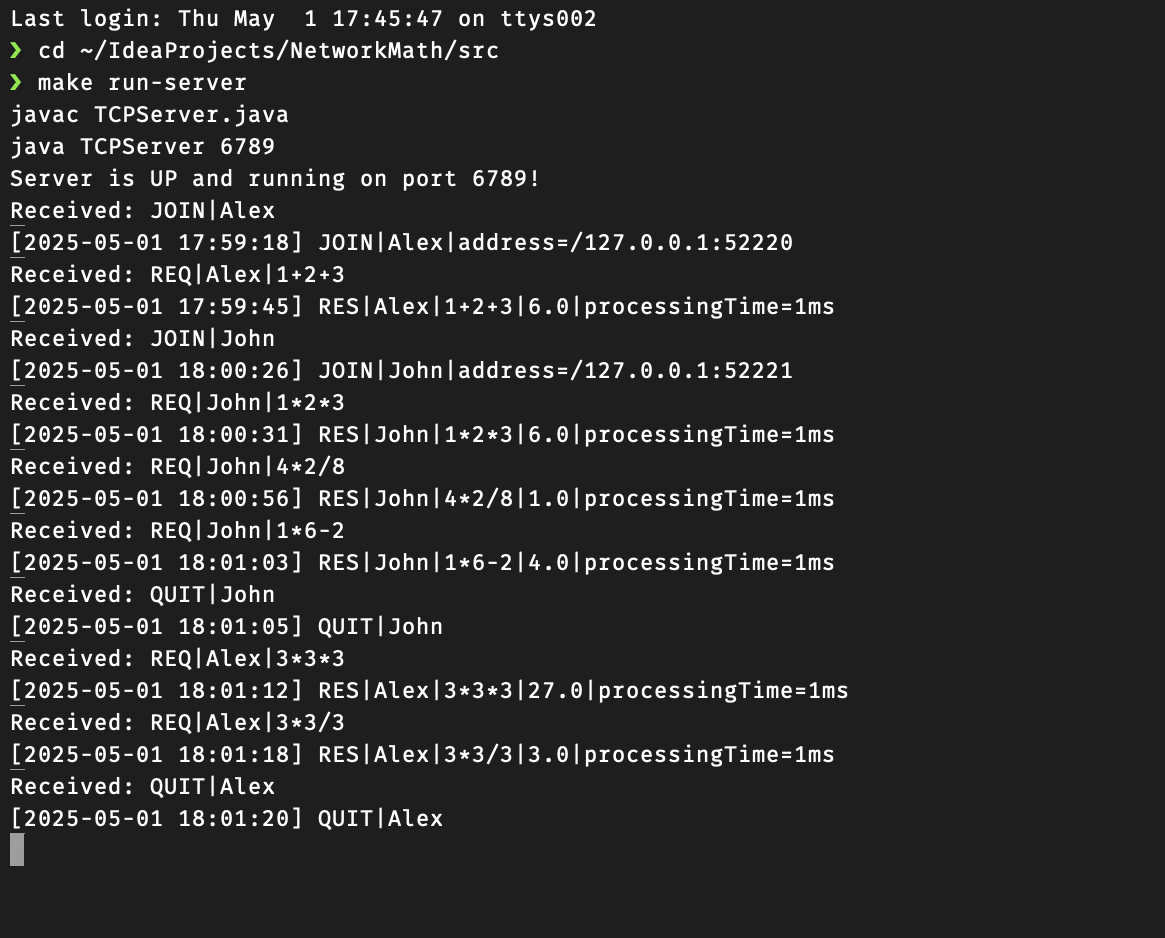 Last login: Thu May  1 17:45:47 on ttys002
❯ cd ~/IdeaProjects/NetworkMath/src
❯ make run-server
javac TCPServer.java
java TCPServer 6789
Server is UP and running on port 6789!
Received: JOIN|Alex
[2025-05-01 17:59:18] JOIN|Alex|address=/127.0.0.1:52220
Received: REQ|Alex|1+2+3
[2025-05-01 17:59:45] RES|Alex|1+2+3|6.0|processingTime=1ms
Received: JOIN|John
[2025-05-01 18:00:26] JOIN|John|address=/127.0.0.1:52221
Received: REQ|John|1*2*3
[2025-05-01 18:00:31] RES|John|1*2*3|6.0|processingTime=1ms
Received: REQ|John|4*2/8
[2025-05-01 18:00:56] RES|John|4*2/8|1.0|processingTime=1ms
Received: REQ|John|1*6-2
[2025-05-01 18:01:03] RES|John|1*6-2|4.0|processingTime=1ms
Received: QUIT|John
[2025-05-01 18:01:05] QUIT|John
Received: REQ|Alex|3*3*3
[2025-05-01 18:01:12] RES|Alex|3*3*3|27.0|processingTime=1ms
Received: REQ|Alex|3*3/3
[2025-05-01 18:01:18] RES|Alex|3*3/3|3.0|processingTime=1ms
Received: QUIT|Alex
[2025-05-01 18:01:20] QUIT|Alex